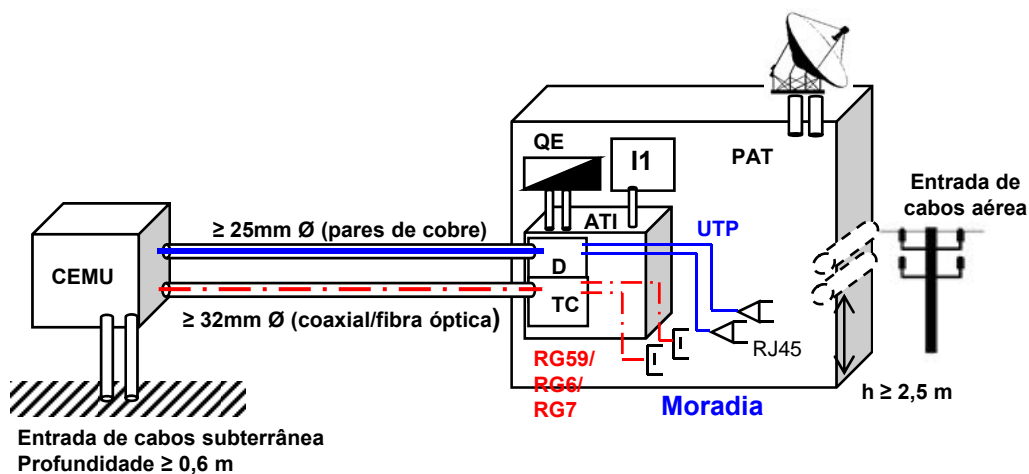 QE
I1
PAT
Entrada de
cabos aérea
ATI
UTP
≥ 25mm Ø (pares de cobre)
CEMU
D
TC
≥ 32mm Ø (coaxial/fibra óptica)
RJ45
RG59/
RG6/
RG7
Moradia
h ≥ 2,5 m
Entrada de cabos subterrânea
Profundidade ≥ 0,6 m